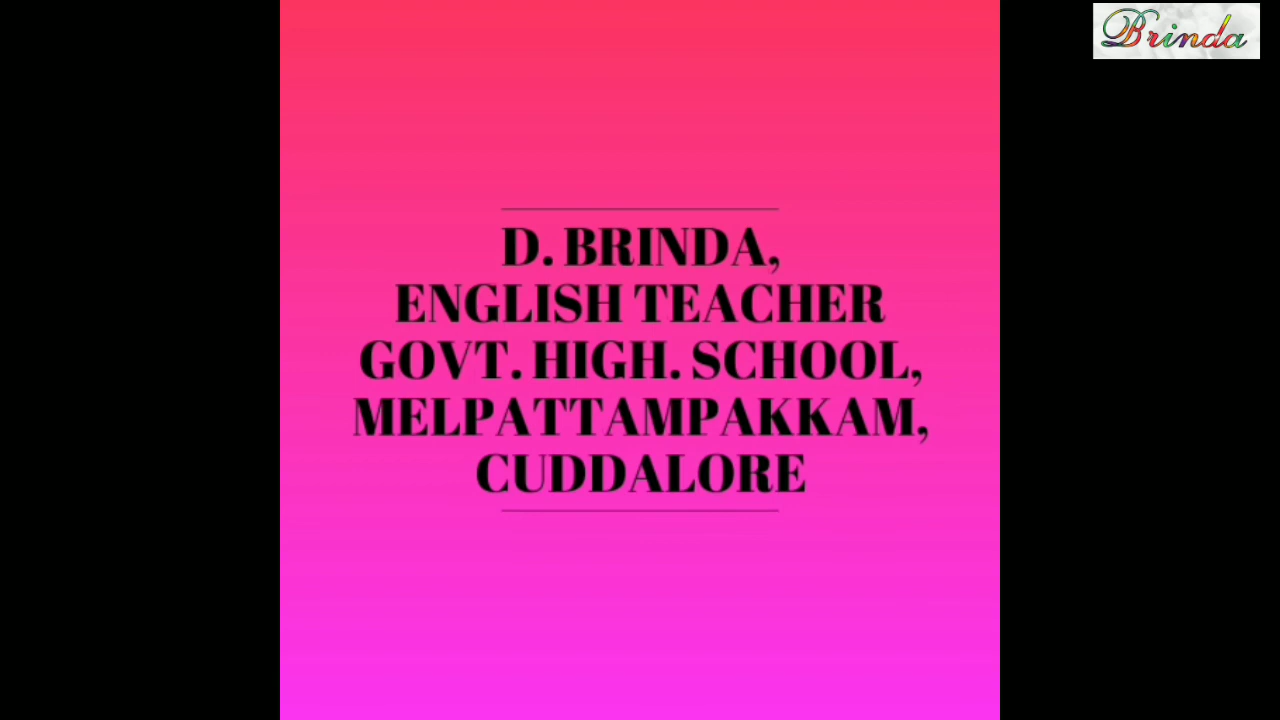 Brinda
D. BRINDA,
ENGLISH TEACHER
GOVT. HIGH. SCHOOL,
MELPATTAMPAKKAM,
CUDDALORE